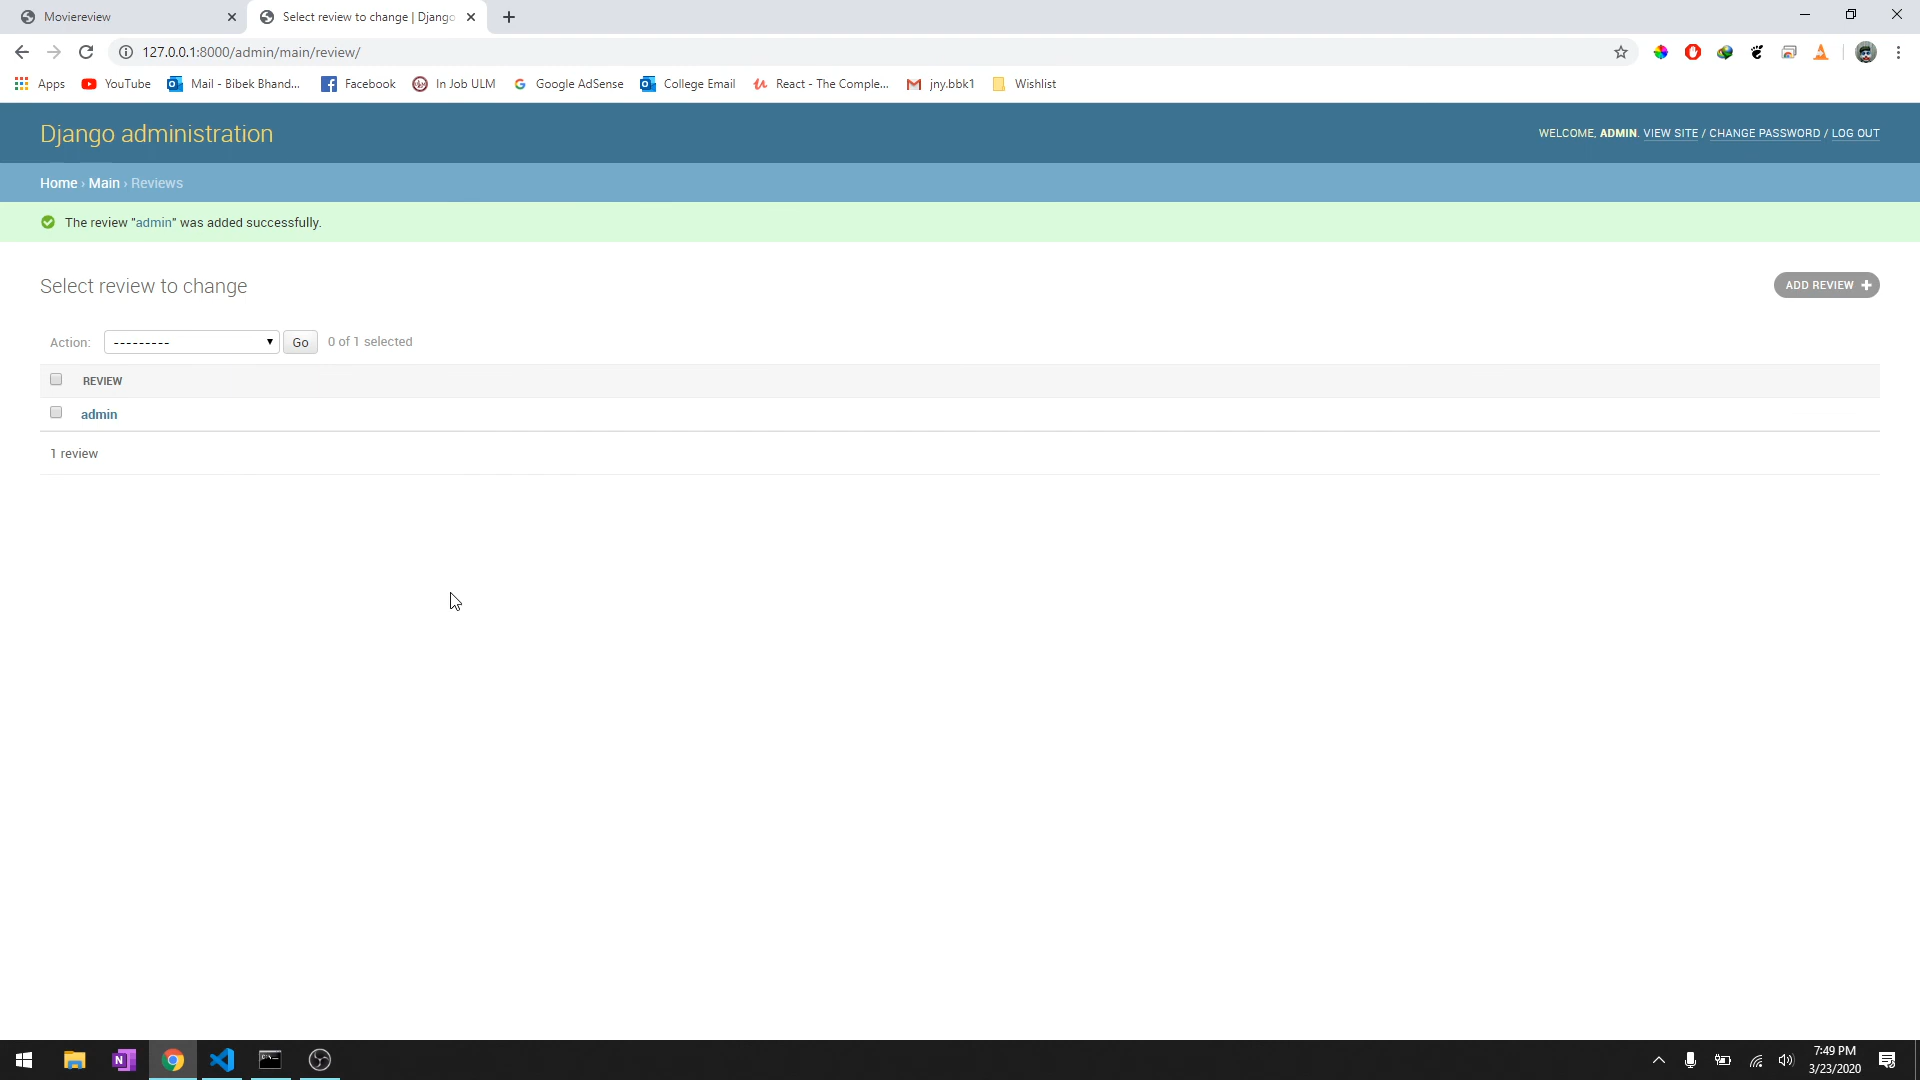 Moviereview
Select review to change | Django
127.0.0.1:8000/admin/main/review/
Apps
YouTube
Mail - Bibek Bhand...
Facebook
In Job ULM
Google AdSense
College Email
React - The Comple...
jny.bbk1
Wishlist
Django administration
WELCOME, ADMIN. VIEW SITE / CHANGE PASSWORD / LOG OUT
Home › Main › Reviews
The review "admin" was added successfully.
Select review to change
ADD REVIEW +
Action: --------- Go 0 of 1 selected
REVIEW
admin
1 review
7:49 PM
3/23/2020